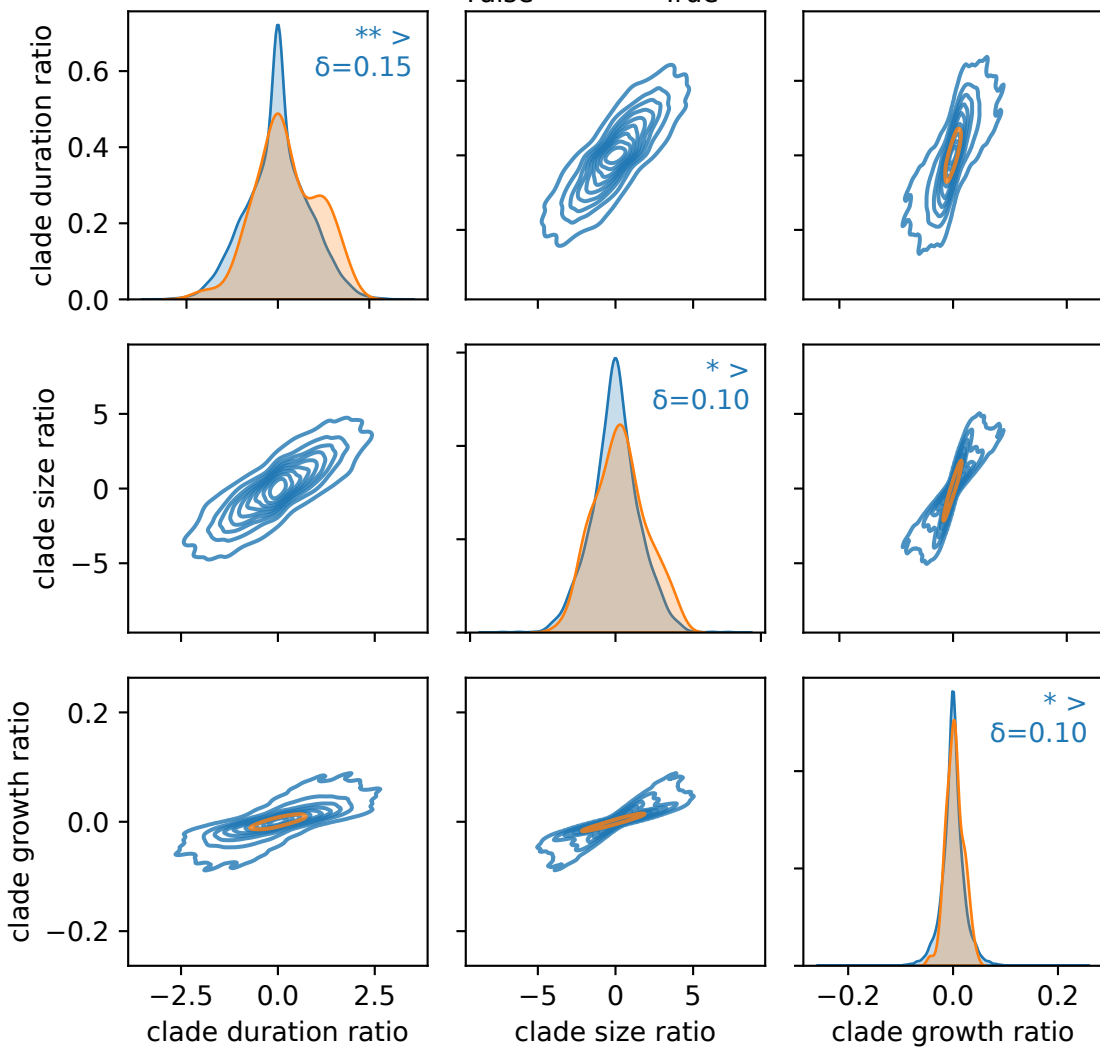 ** >
δ=0.15
clade duration ratio
0.6
0.4
0.2
0.0
* >
δ=0.10
clade size ratio
5
0
−5
* >
δ=0.10
clade growth ratio
0.2
0.0
−0.2
−2.5 0.0 2.5
−5 0 5
−0.2 0.0 0.2
clade duration ratio
clade size ratio
clade growth ratio